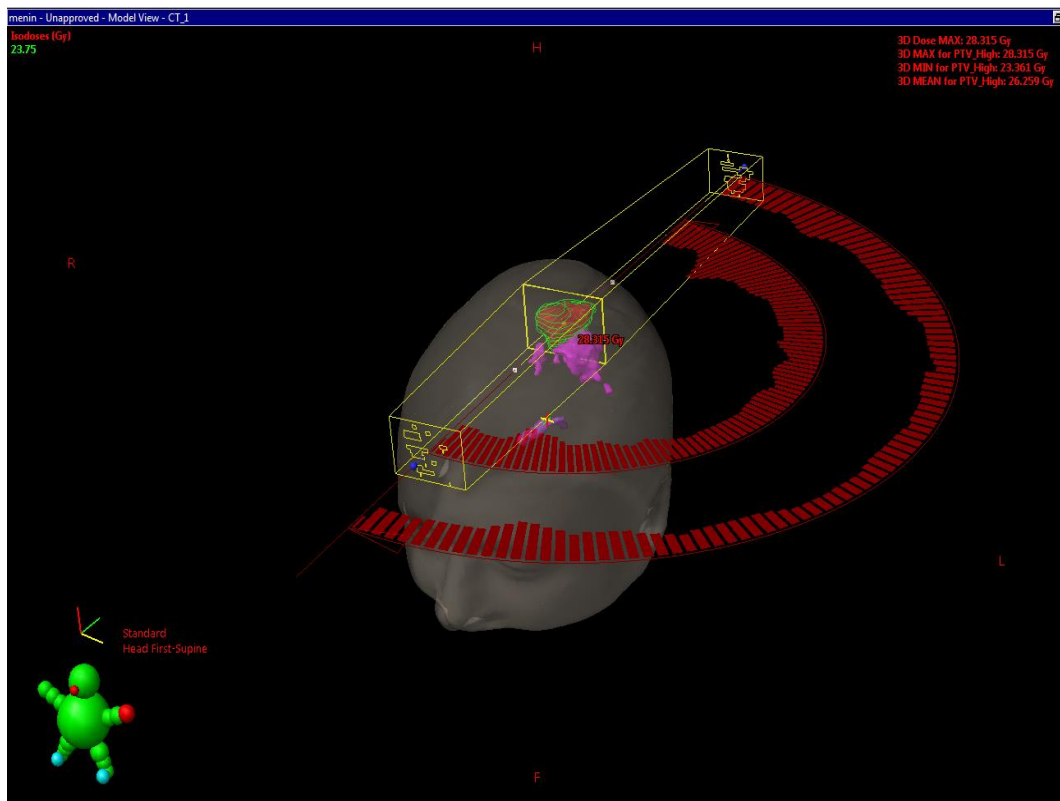 menin - Unapproved - Model View - CT_1
Isodoses (Gy)
23.75
H
3D Dose MAX: 28.315 Gy
3D MAX for PTV_High: 28.315 Gy
3D MIN for PTV_High: 23.361 Gy
3D MEAN for PTV_High: 26.259 Gy
R
28.315 Gy
L
Standard
Head First-Supine
F